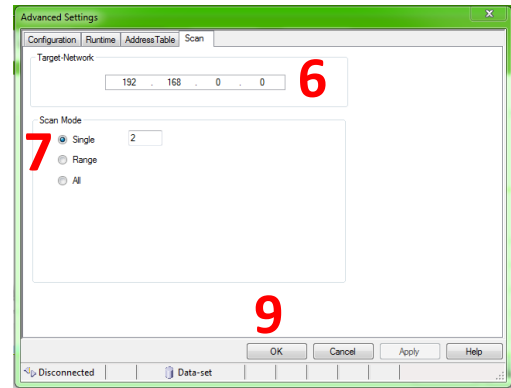 Advanced Settings
X
Configuration Runtime AddressTable Scan
Target-Network
192 . 168 . 0 . 0
6
Scan Mode
7
Single 2
Range
All
9
OK Cancel Apply Help
Disconnected Data-set